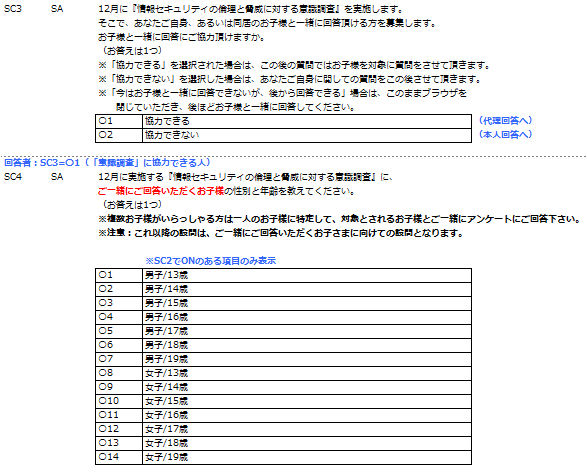 SC3 SA 12月に『情報セキュリティの倫理と脅威に対する意識調査』を実施します。
そこで、あなたご自身、あるいは同居のお子様と一緒に回答頂ける方を募集します。
お子様と一緒に回答にご協力頂けますか。
（お答えは1つ）
※「協力できる」を選択された場合は、この後の質問ではお子様を対象に質問をさせて頂きます。
※「協力できない」を選択した場合は、あなたご自身に関しての質問をこの後させて頂きます。
※「今はお子様と一緒に回答できないが、後から回答できる」場合は、このままブラウザを
閉じていただき、後ほどお子様と一緒に回答してください。
○1 協力できる （代理回答へ）
○2 協力できない （本人回答へ）
回答者：SC3=○1（「意識調査」に協力できる人）
SC4 SA 12月に実施する『情報セキュリティの倫理と脅威に対する意識調査』に、
ご一緒にご回答いただくお子様の性別と年齢を教えてください。
（お答えは1つ）
※複数お子様がいらっしゃる方は一人のお子様に特定して、対象とされるお子様とご一緒にアンケートにご回答下さい。
※注意：これ以降の設問は、ご一緒にご回答いただくお子さまに向けての設問となります。
※SC2でONのある項目のみ表示
○1 男子/13歳
○2 男子/14歳
○3 男子/15歳
○4 男子/16歳
○5 男子/17歳
○6 男子/18歳
○7 男子/19歳
○8 女子/13歳
○9 女子/14歳
○10 女子/15歳
○11 女子/16歳
○12 女子/17歳
○13 女子/18歳
○14 女子/19歳